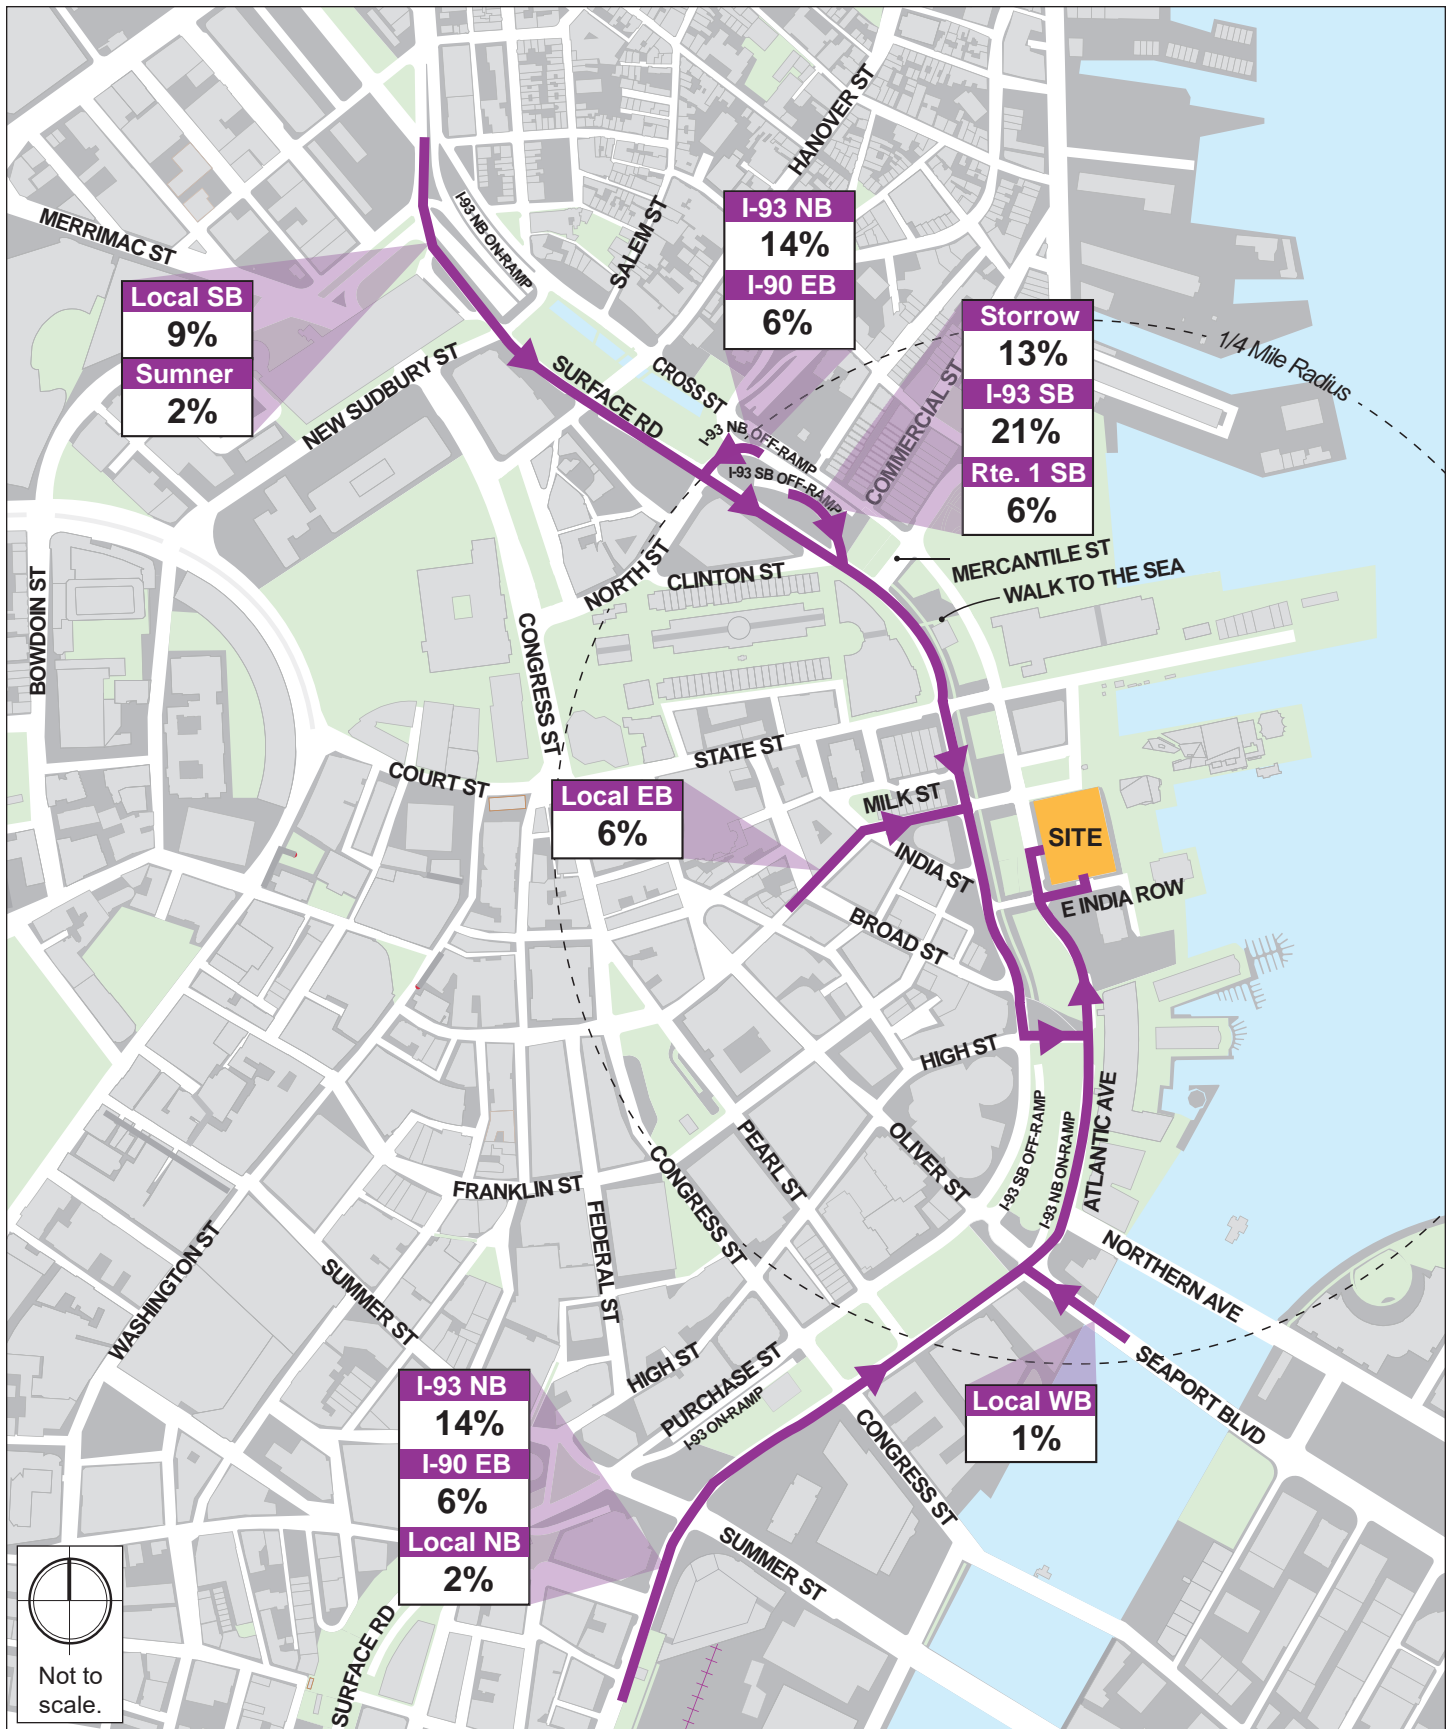 HANOVER ST
I-93 NB ON-RAMP
SALEM ST
MERRIMAC ST
I-93 NB
14%
I-90 EB
6%
Local SB
9%
Sumner
2%
Storrow
13%
I-93 SB
21%
Rte. 1 SB
6%
1/4 Mile Radius
NEW SUDBURY ST
SURFACE RD
CROSS ST
COMMERCIAL ST
I-93 NB OFF-RAMP
I-93 SB OFF-RAMP
NORTH ST
CLINTON ST
MERCANTILE ST
WALK TO THE SEA
BOWDOIN ST
CONGRESS ST
STATE ST
COURT ST
Local EB
6%
MILK ST
SITE
INDIA ST
E INDIA ROW
BROAD ST
HIGH ST
I-93 SB OFF-RAMP
I-93 NB ON-RAMP
ATLANTIC AVE
PEARL ST
OLIVER ST
CONGRESS ST
FRANKLIN ST
FEDERAL ST
WASHINGTON ST
SUMMER ST
NORTHERN AVE
HIGH ST
PURCHASE ST
I-93 ON-RAMP
SEAPORT BLVD
I-93 NB
14%
I-90 EB
6%
Local NB
2%
Local WB
1%
CONGRESS ST
SUMMER ST
SURFACE RD
Not to
scale.